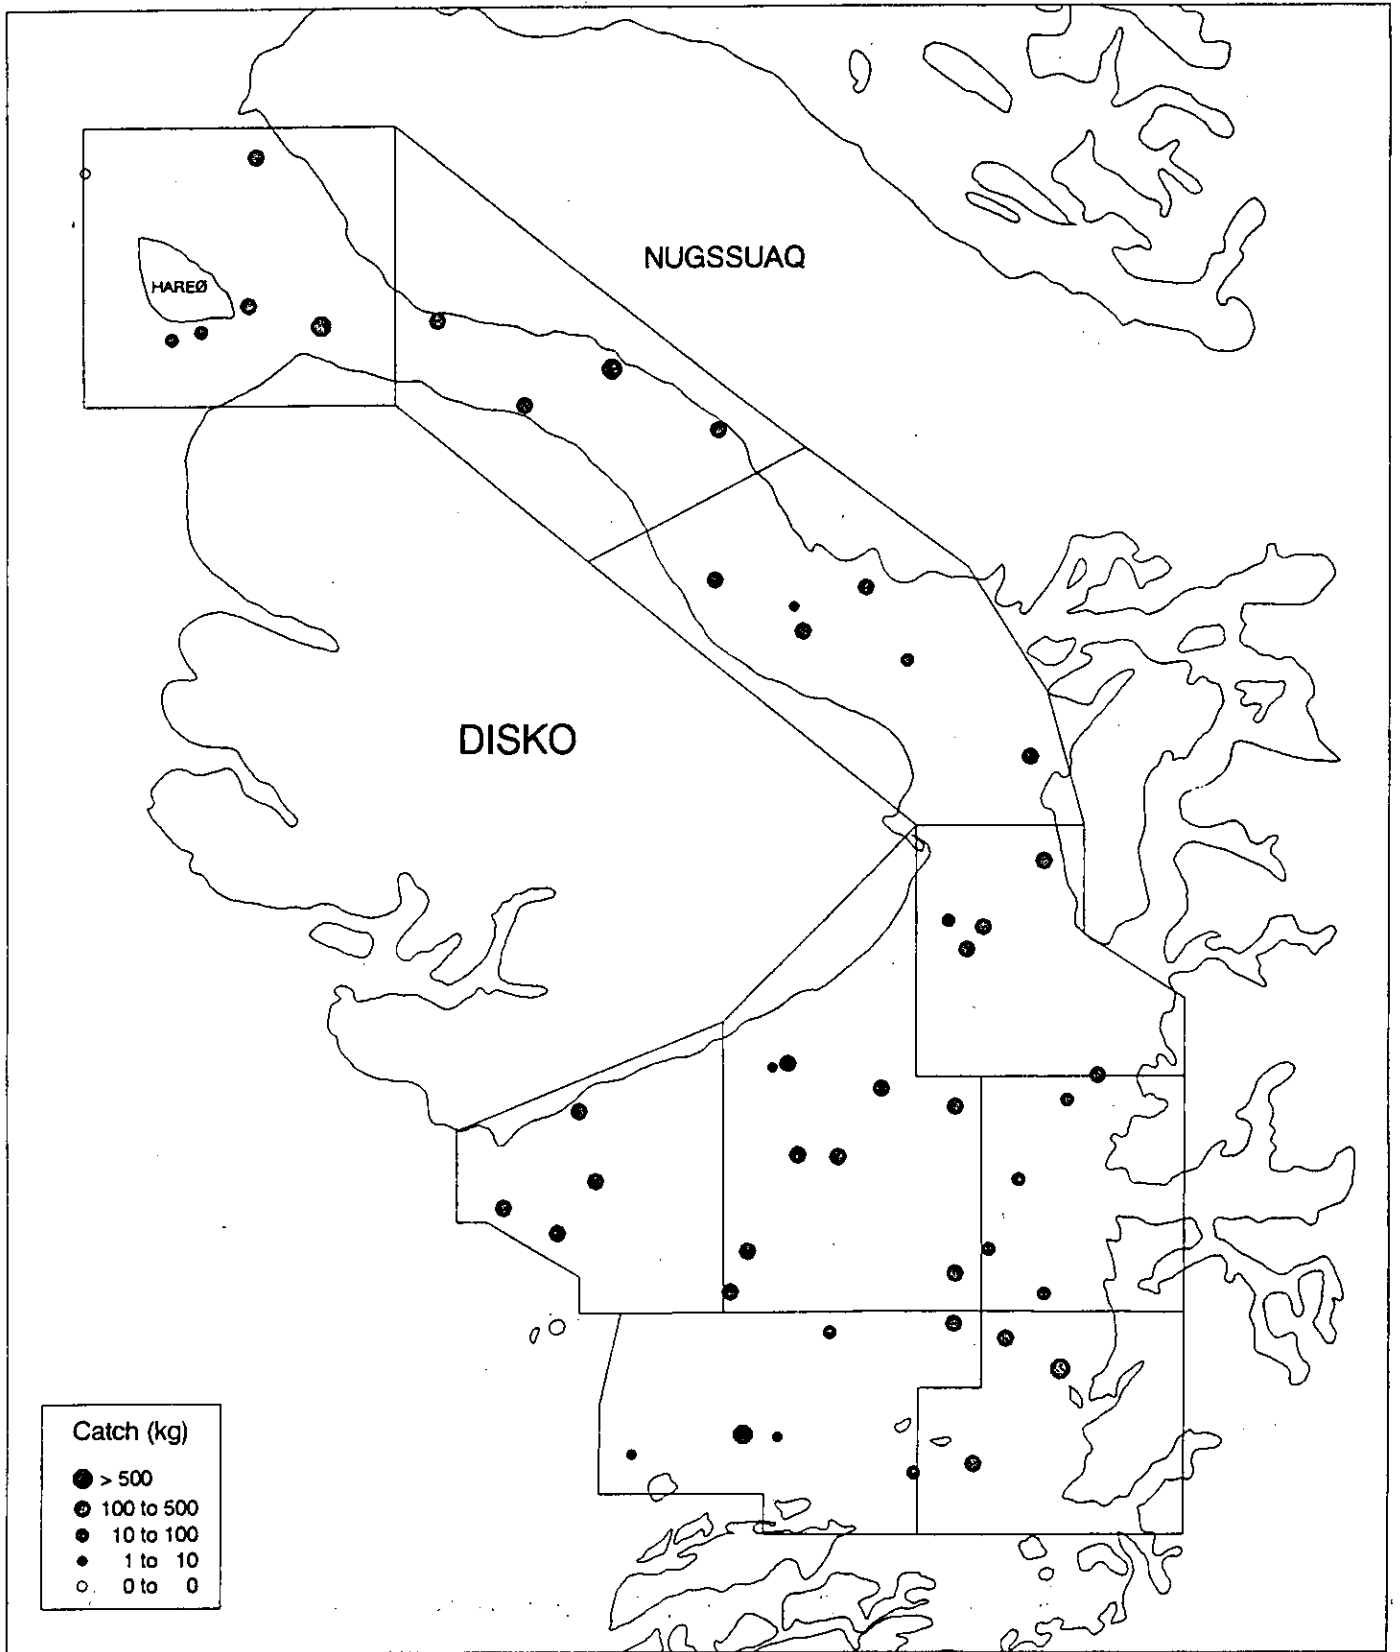 NUGSSUAQ
HAREØ
DISKO
Catch (kg)
> 500
100 to 500
10 to 100
1 to 10
0 to 0